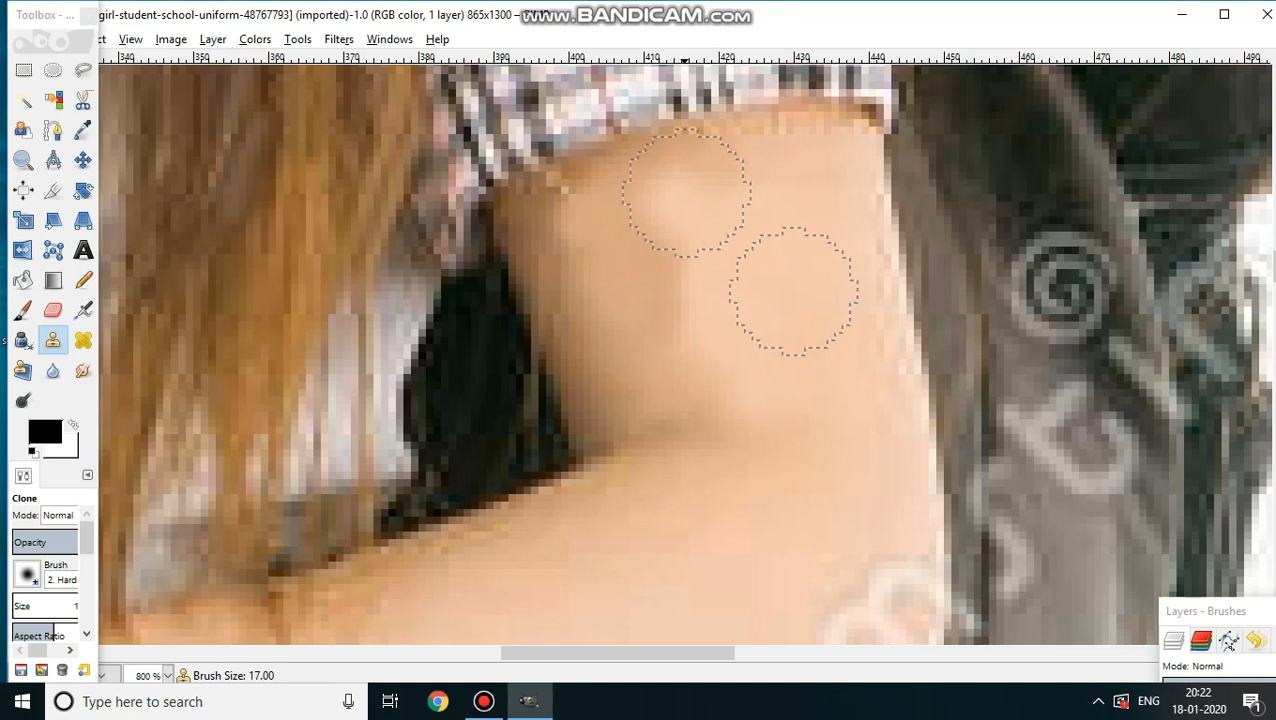 Toolbox - ...
girl-student-school-uniform-48767793] (imported)-1.0 (RGB color, 1 layer) 865x1300 –
www.BANDICAM.com
ct View Image Layer Colors Tools Filters Windows Help
340 350 360 370 380 390 400 410 420 430 440 450 460 470 480 490
Clone
Mode: Normal
Opacity
Brush
2. Hard
Size 1
Aspect Ratio
800 %
Brush Size: 17.00
Layers - Brushes
Mode: Normal
Type here to search
ENG
20:22
18-01-2020
1